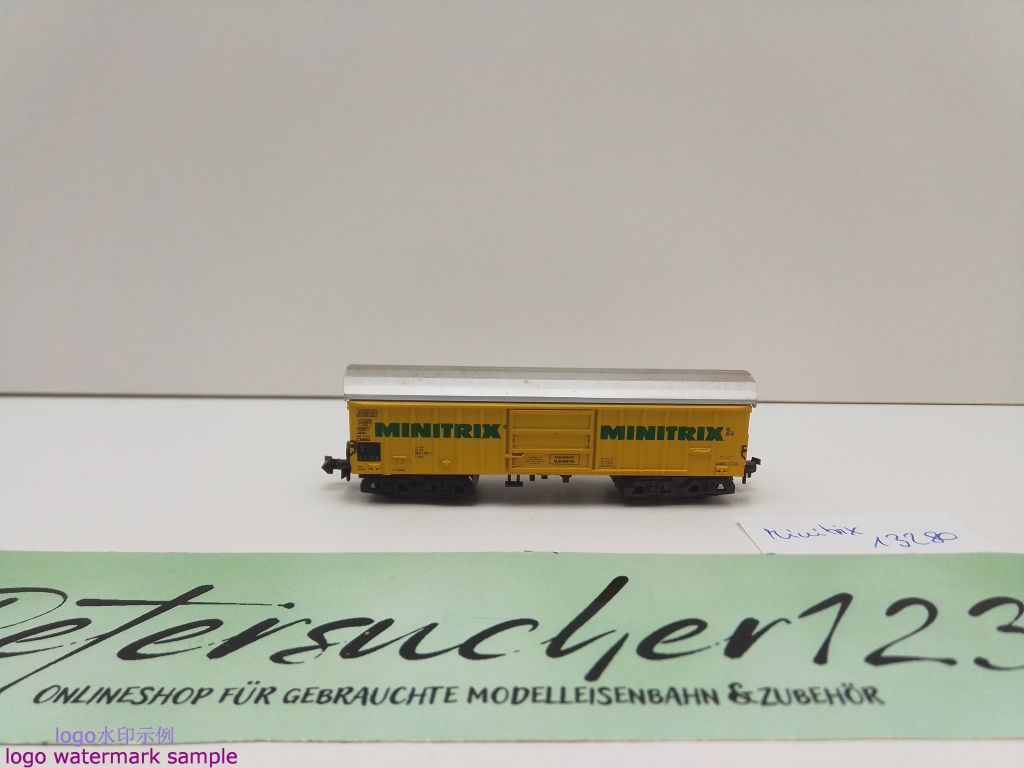 MINITRIX MINITRIX
Minitrix 13280
Petersucher123
ONLINESHOP FÜR GEBRAUCHTE MODELLEISENBAHN & ZUBEHÖR
logo水印示例
logo watermark sample